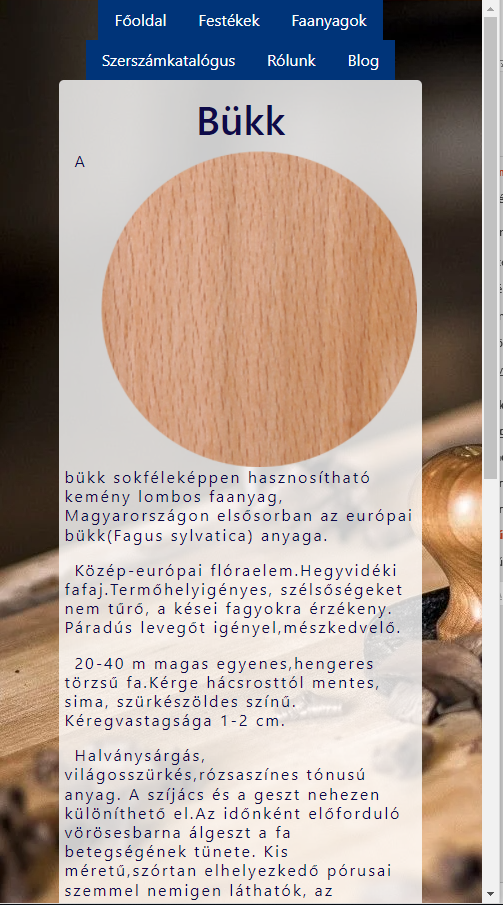 Főoldal Festékek Faanyagok
Szerszámkatalógus Rólunk Blog
Bükk
A
bükk sokféleképpen hasznosítható
kemény lombos faanyag,
Magyarországon elsősorban az európai
bükk(Fagus sylvatica) anyaga.
Közép-európai flóraelem.Hegyvidéki
fafaj.Termőhelyigényes, szélsőségeket
nem tűrő, a kései fagyokra érzékeny.
Páradús levegőt igényel,mészkedvelő.
20-40 m magas egyenes,hengeres
törzsű fa.Kérge hácsrosttól mentes,
sima, szürkészöldes színű.
Kéregvastagsága 1-2 cm.
Halványsárgás,
világosszürkés,rózsaszínes tónusú
anyag. A szíjács és a geszt nehezen
különíthető el.Az időnként előforduló
vörösesbarna álgeszt a fa
betegségének tünete. Kis
méretű,szórtan elhelyezkedő pórusai
szemmel nemigen láthatók, az